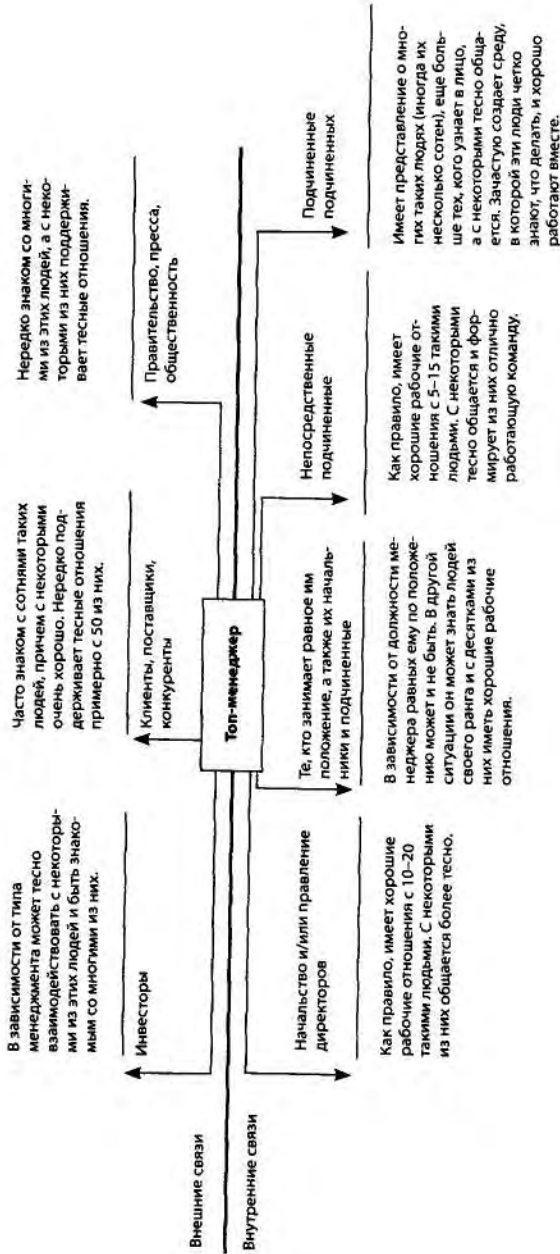 В зависимости от типа
менеджмента может тесно
взаимодействовать с некоторы-
ми из этих людей и быть знако-
мым со многими из них.
Инвесторы
Часто знаком с сотнями таких
людей, причем с некоторыми
очень хорошо. Нередко под-
держивает тесные отношения
примерно с 50 из них.
Клиенты, поставщики,
конкуренты
Нередко знаком со многи-
ми из этих людей, а с неко-
торыми из них поддержи-
вает тесные отношения.
Правительство, пресса,
общественность
Внешние связи
Топ-менеджер
Внутренние связи
Начальство и/или правление
директоров
Как правило, имеет хорошие
рабочие отношения с 10–20
такими людьми. С некоторыми
из них общается более тесно.
Те, кто занимает равное им
положение, а также их началь-
ники и подчиненные
В зависимости от должности ме-
неджера равных ему по положе-
нию может и не быть. В другой
ситуации он может знать людей
своего ранга и с десятками из
них иметь хорошие рабочие
отношения.
Непосредственные
подчиненные
Как правило, имеет
хорошие рабочие от-
ношения с 5–15 такими
людьми. С некоторыми
тесно общается и фор-
мирует из них отлично
работающую команду.
Подчиненные
подчиненных
Имеет представление о мно-
гих таких людях (иногда их
несколько сотен), еще боль-
ше тех, кого узнает в лицо,
а с некоторыми тесно обща-
ется. Зачастую создает среду,
в которой эти люди четко
знают, что делать, и хорошо
работают вместе.